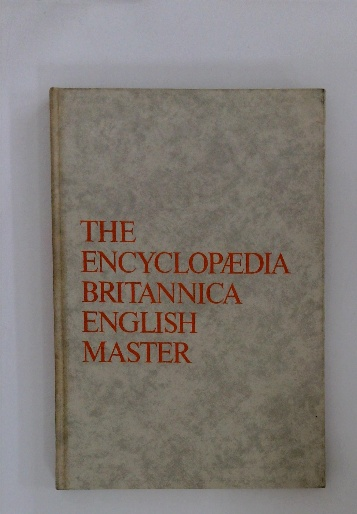 THE
ENCYCLOPÆDIA
BRITANNICA
ENGLISH
MASTER